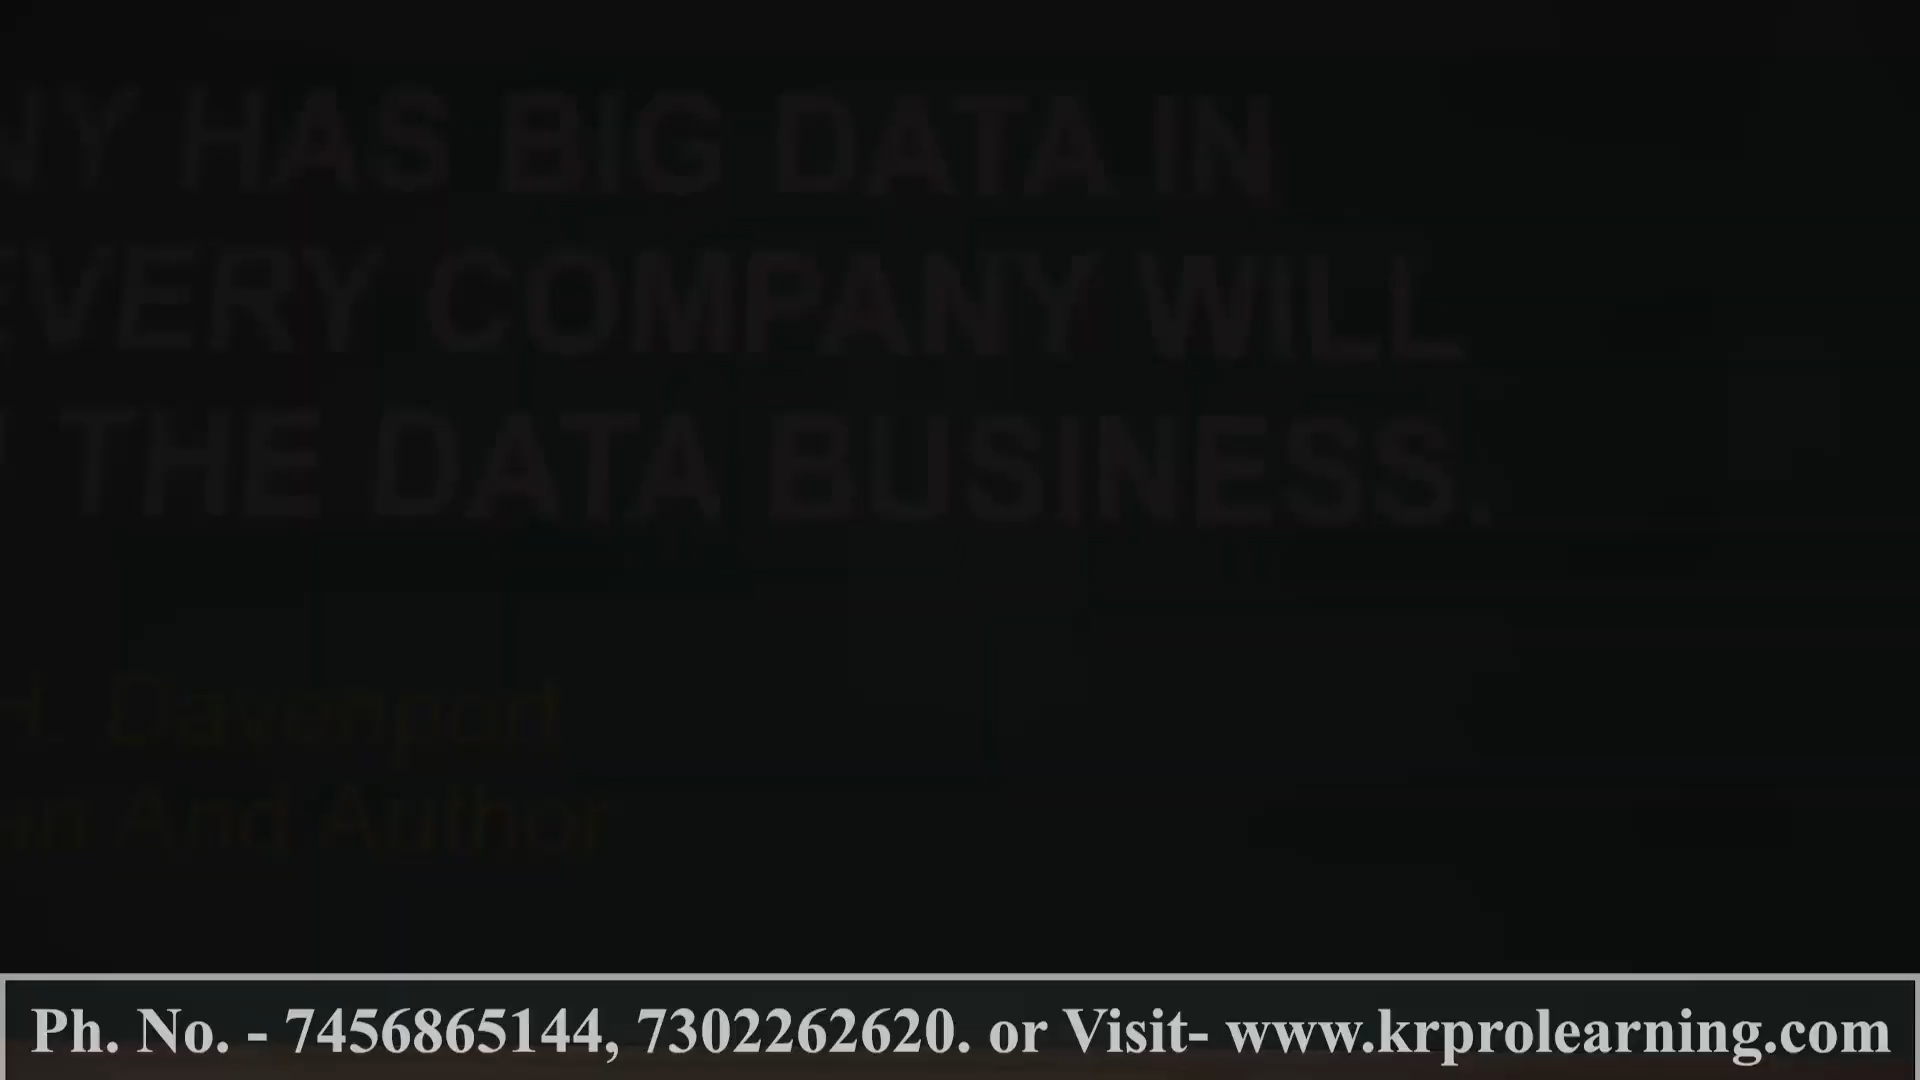 NY HAS BIG DATA IN
EVERY COMPANY WILL
THE DATA BUSINESS.
H. Davenport
And Author
Ph. No. - 7456865144, 7302262620. or Visit- www.krprolearning.com